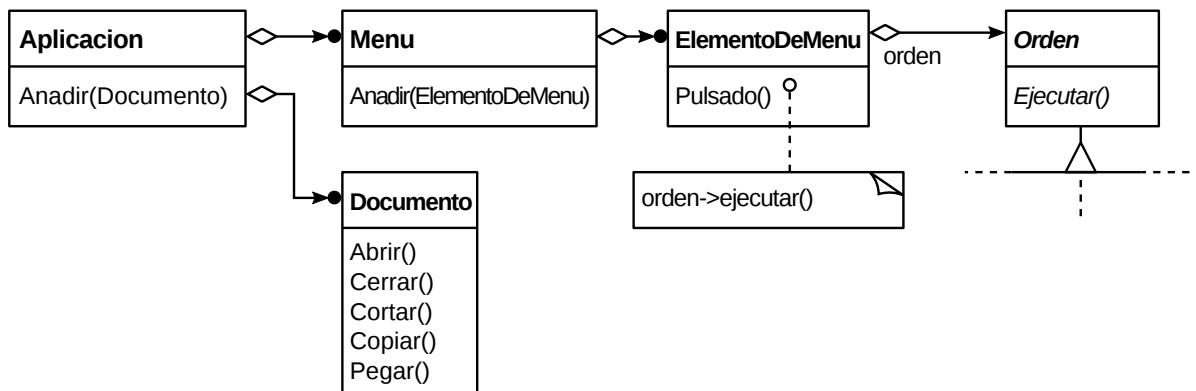 Aplicacion
Anadir(Documento)
Menu
Anadir(ElementoDeMenu)
ElementoDeMenu
Pulsado()
orden
Orden
Ejecutar()
orden->ejecutar()
Documento
Abrir()
Cerrar()
Cortar()
Copiar()
Pegar()